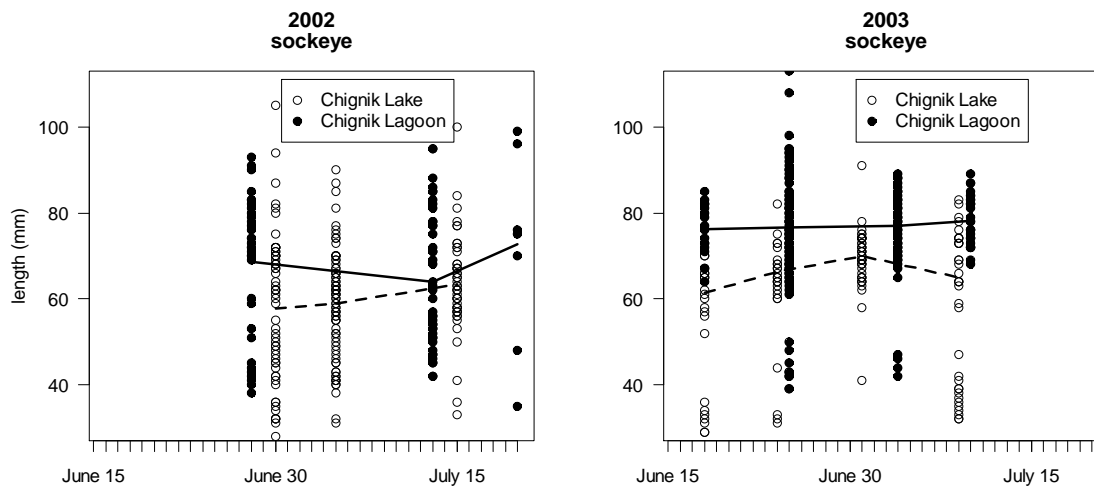 2002
sockeye
length (mm)
100
80
60
40
Chignik Lake
Chignik Lagoon
June 15
June 30
July 15
2003
sockeye
100
80
60
40
Chignik Lake
Chignik Lagoon
June 15
June 30
July 15